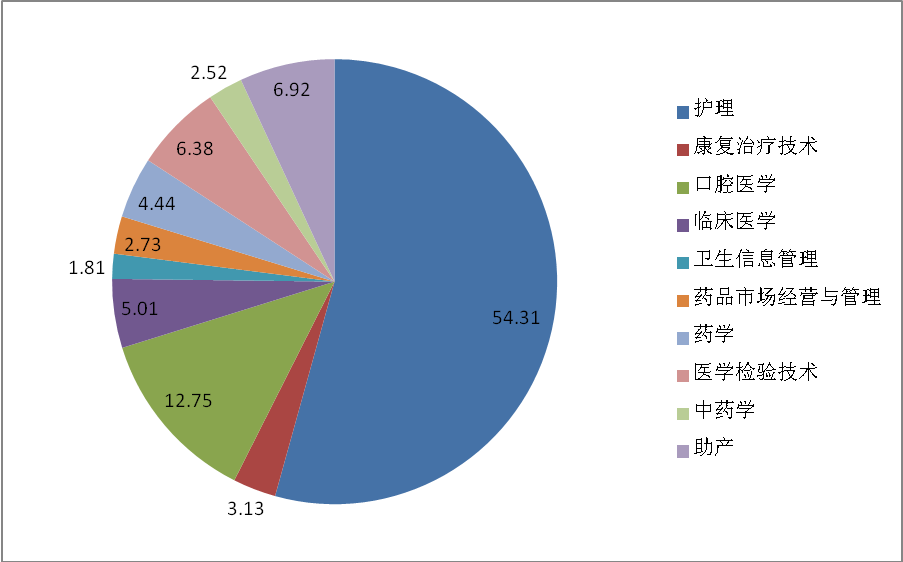 2.52
6.92
6.38
4.44
2.73
1.81
5.01
12.75
3.13
54.31
护理
康复治疗技术
口腔医学
临床医学
卫生信息管理
药品市场经营与管理
药学
医学检验技术
中药学
助产